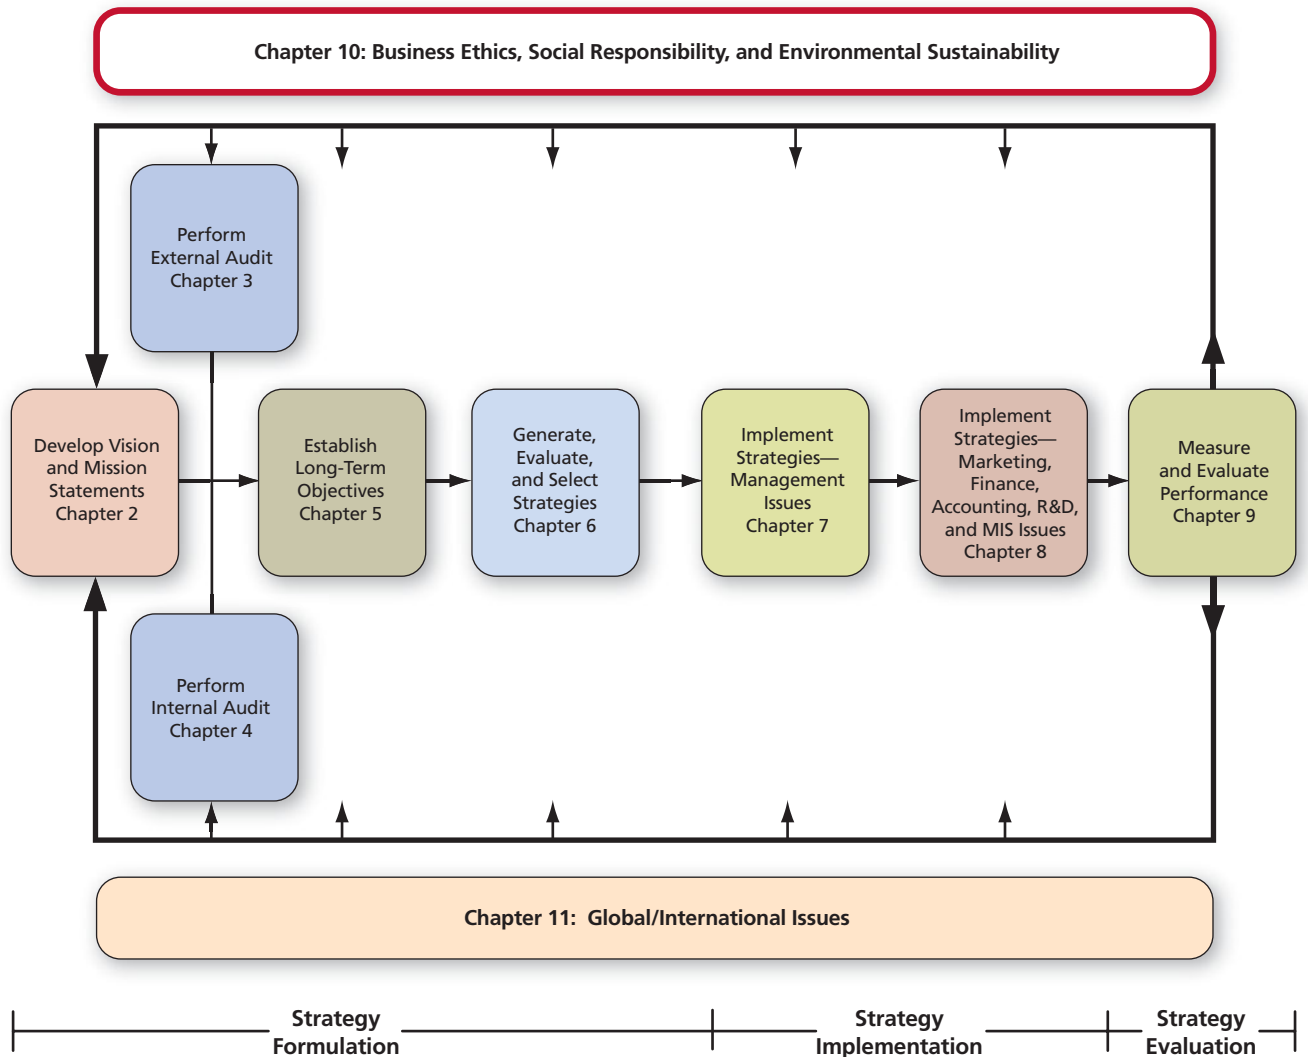 Chapter 10: Business Ethics, Social Responsibility, and Environmental Sustainability
Perform
External Audit
Chapter 3
Develop Vision
and Mission
Statements
Chapter 2
Establish
Long-Term
Objectives
Chapter 5
Generate,
Evaluate,
and Select
Strategies
Chapter 6
Implement
Strategies—
Management
Issues
Chapter 7
Implement
Strategies—
Marketing,
Finance,
Accounting, R&D,
and MIS Issues
Chapter 8
Measure
and Evaluate
Performance
Chapter 9
Perform
Internal Audit
Chapter 4
Chapter 11: Global/International Issues
Strategy
Formulation
Strategy
Implementation
Strategy
Evaluation